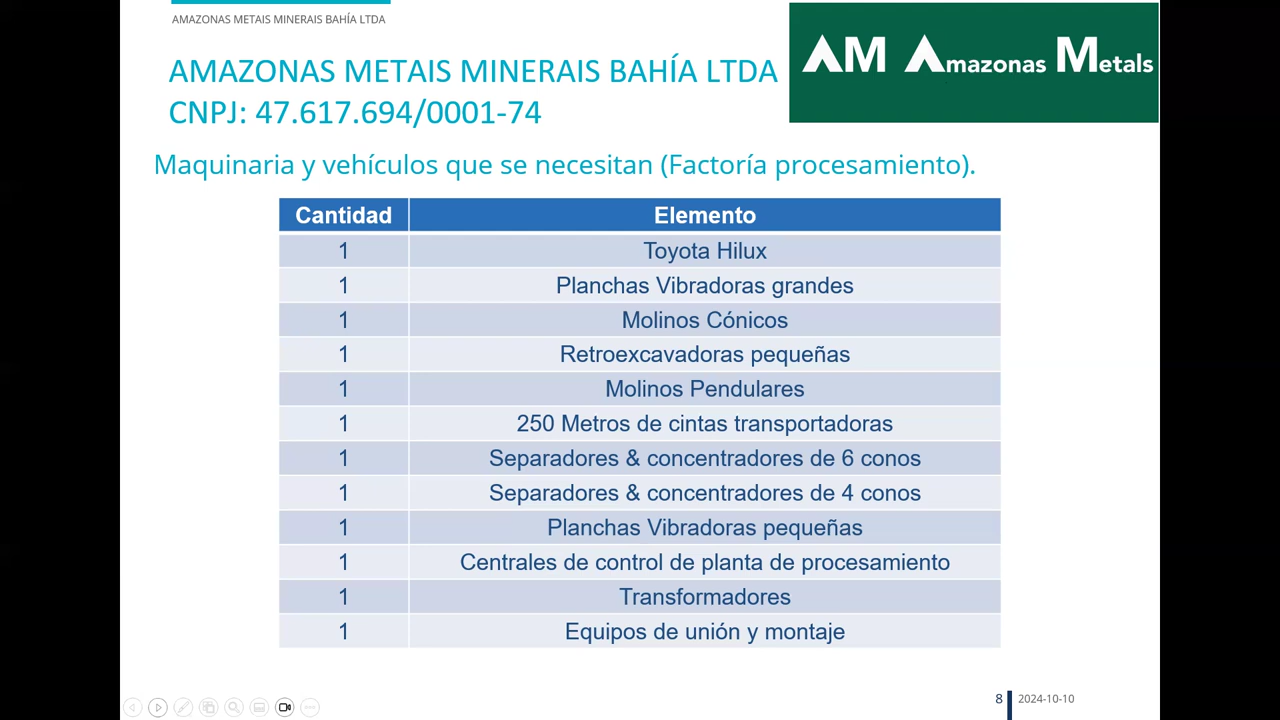 AMAZONAS METAIS MINERAIS BAHÍA LTDA
AM Amazonas Metals
AMAZONAS METAIS MINERAIS BAHÍA LTDA
CNPJ: 47.617.694/0001-74
Maquinaria y vehículos que se necesitan (Factoría procesamiento).
Cantidad Elemento
1 Toyota Hilux
1 Planchas Vibradoras grandes
1 Molinos Cónicos
1 Retroexcavadoras pequeñas
1 Molinos Pendulares
1 250 Metros de cintas transportadoras
1 Separadores & concentradores de 6 conos
1 Separadores & concentradores de 4 conos
1 Planchas Vibradoras pequeñas
1 Centrales de control de planta de procesamiento
1 Transformadores
1 Equipos de unión y montaje
8 2024-10-10